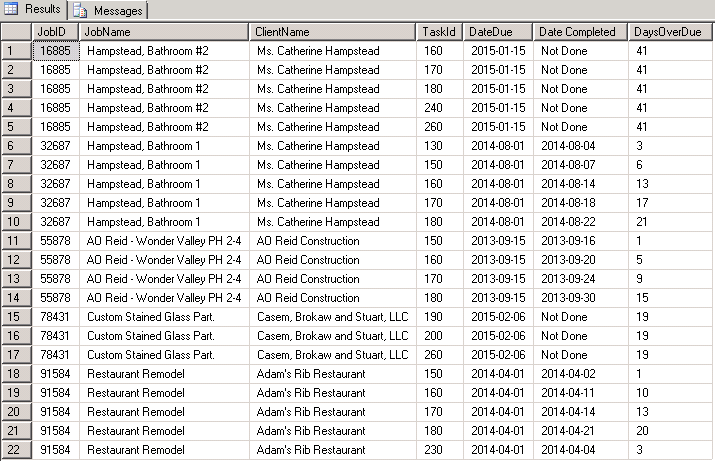 Results Messages
JobID JobName ClientName TaskId DateDue Date Completed DaysOverDue
1 16885 Hampstead, Bathroom #2 Ms. Catherine Hampstead 160 2015-01-15 Not Done 41
2 16885 Hampstead, Bathroom #2 Ms. Catherine Hampstead 170 2015-01-15 Not Done 41
3 16885 Hampstead, Bathroom #2 Ms. Catherine Hampstead 180 2015-01-15 Not Done 41
4 16885 Hampstead, Bathroom #2 Ms. Catherine Hampstead 240 2015-01-15 Not Done 41
5 16885 Hampstead, Bathroom #2 Ms. Catherine Hampstead 260 2015-01-15 Not Done 41
6 32687 Hampstead, Bathroom 1 Ms. Catherine Hampstead 130 2014-08-01 2014-08-04 3
7 32687 Hampstead, Bathroom 1 Ms. Catherine Hampstead 150 2014-08-01 2014-08-07 6
8 32687 Hampstead, Bathroom 1 Ms. Catherine Hampstead 160 2014-08-01 2014-08-14 13
9 32687 Hampstead, Bathroom 1 Ms. Catherine Hampstead 170 2014-08-01 2014-08-18 17
10 32687 Hampstead, Bathroom 1 Ms. Catherine Hampstead 180 2014-08-01 2014-08-22 21
11 55878 AO Reid - Wonder Valley PH 2-4 AO Reid Construction 150 2013-09-15 2013-09-16 1
12 55878 AO Reid - Wonder Valley PH 2-4 AO Reid Construction 160 2013-09-15 2013-09-20 5
13 55878 AO Reid - Wonder Valley PH 2-4 AO Reid Construction 170 2013-09-15 2013-09-24 9
14 55878 AO Reid - Wonder Valley PH 2-4 AO Reid Construction 180 2013-09-15 2013-09-30 15
15 78431 Custom Stained Glass Part. Casem, Brokaw and Stuart, LLC 190 2015-02-06 Not Done 19
16 78431 Custom Stained Glass Part. Casem, Brokaw and Stuart, LLC 200 2015-02-06 Not Done 19
17 78431 Custom Stained Glass Part. Casem, Brokaw and Stuart, LLC 260 2015-02-06 Not Done 19
18 91584 Restaurant Remodel Adam's Rib Restaurant 150 2014-04-01 2014-04-02 1
19 91584 Restaurant Remodel Adam's Rib Restaurant 160 2014-04-01 2014-04-11 10
20 91584 Restaurant Remodel Adam's Rib Restaurant 170 2014-04-01 2014-04-14 13
21 91584 Restaurant Remodel Adam's Rib Restaurant 180 2014-04-01 2014-04-21 20
22 91584 Restaurant Remodel Adam's Rib Restaurant 230 2014-04-01 2014-04-04 3